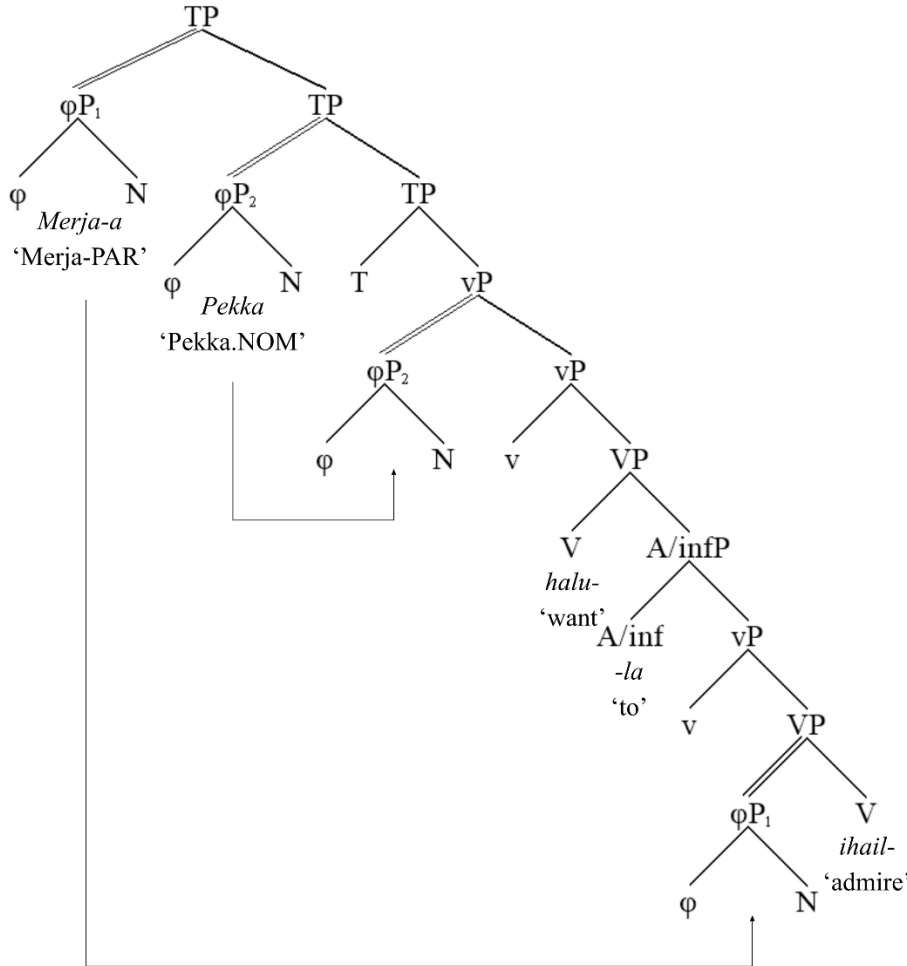 TP
φP₁ TP
φ N φP₂ TP
Merja-a
‘Merja-PAR’ φ N T vP
Pekka
‘Pekka.NOM’ φP₂ vP
φ N v VP
V A/infP
halu-
‘want’ A/inf vP
-la
‘to’ v VP
φP₁ V
ihail-
‘admire’
φ N